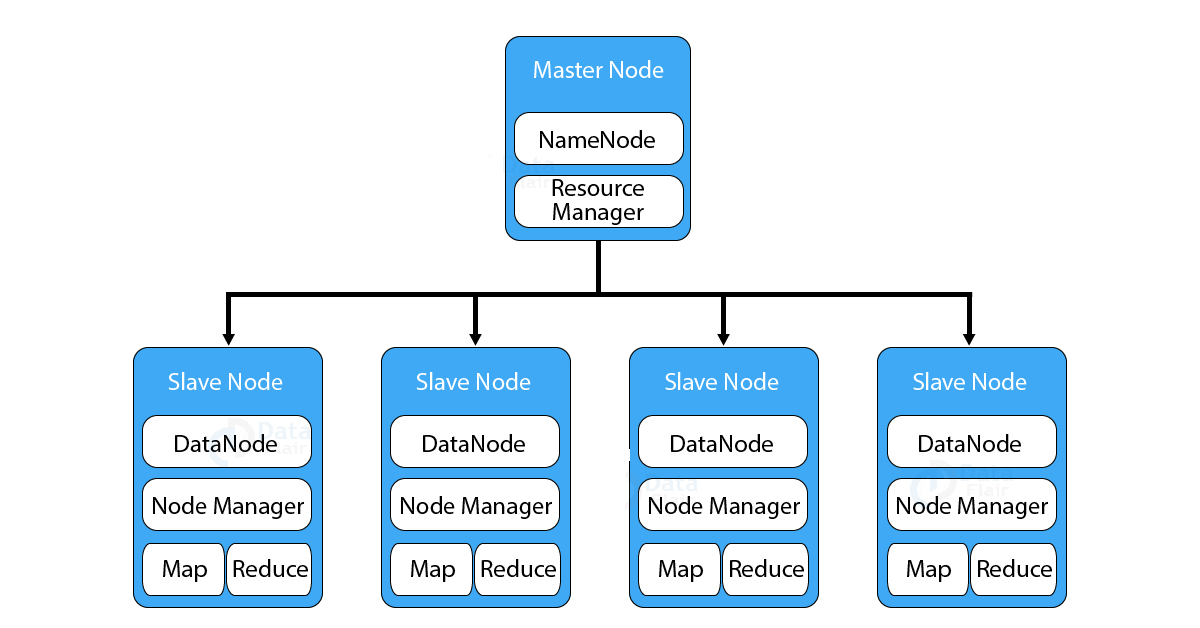 Master Node
NameNode
Resource
Manager
Slave Node
DataNode
Node Manager
Map Reduce
Slave Node
DataNode
Node Manager
Map Reduce
Slave Node
DataNode
Node Manager
Map Reduce
Slave Node
DataNode
Node Manager
Map Reduce